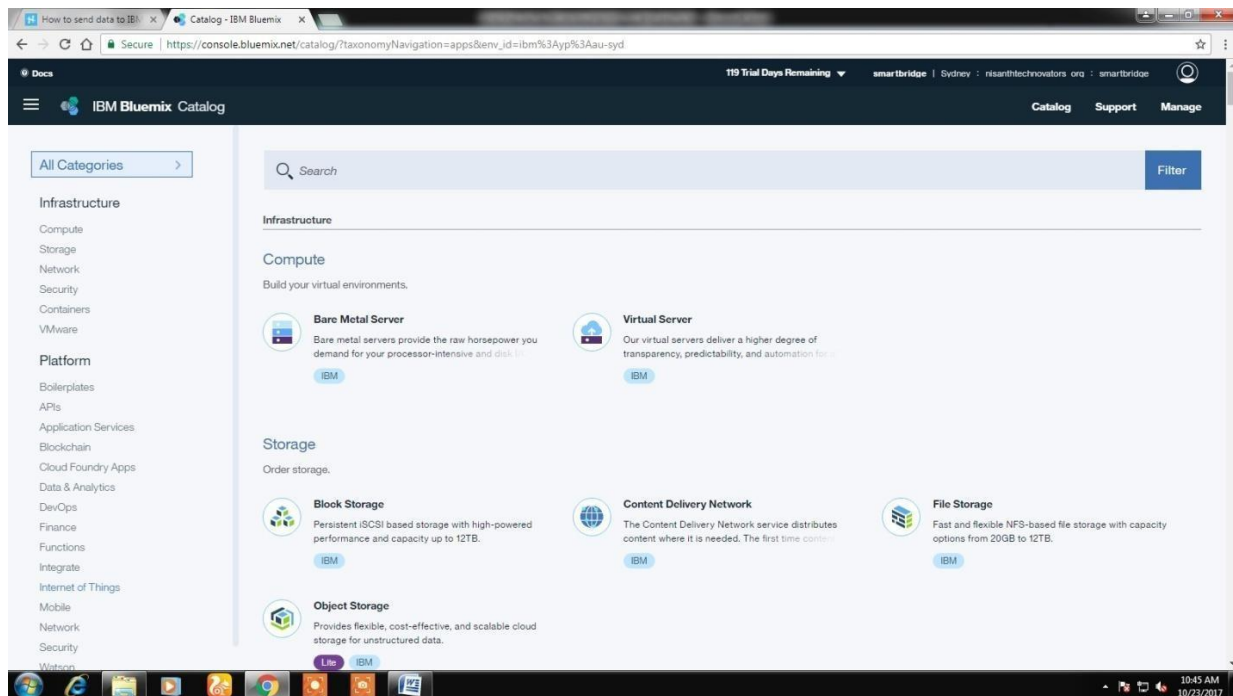 How to send data to IBM
Catalog - IBM Bluemix
Secure | https://console.bluemix.net/catalog/?taxonomyNavigation=apps&env_id=ibm%3Ayp%3Aau-syd
Docs
119 Trial Days Remaining
smartbridge | Sydney : nisanthtechnovators org : smartbridge
IBM Bluemix Catalog
Catalog Support Manage
All Categories
Search
Filter
Infrastructure
Compute
Storage
Network
Security
Containers
VMware
Platform
Boilerplates
APIs
Application Services
Blockchain
Cloud Foundry Apps
Data & Analytics
DevOps
Finance
Functions
Integrate
Internet of Things
Mobile
Network
Security
Watson
Infrastructure
Compute
Build your virtual environments.
Bare Metal Server
Bare metal servers provide the raw horsepower you
demand for your processor-intensive and disk
IBM
Virtual Server
Our virtual servers deliver a higher degree of
transparency, predictability, and automation for
IBM
Storage
Order storage.
Block Storage
Persistent iSCSI based storage with high-powered
performance and capacity up to 12TB.
IBM
Content Delivery Network
The Content Delivery Network service distributes
content where it is needed. The first time
IBM
File Storage
Fast and flexible NFS-based file storage with capacity
options from 20GB to 12TB.
IBM
Object Storage
Provides flexible, cost-effective, and scalable cloud
storage for unstructured data.
Lite IBM
10:45 AM
10/23/2017